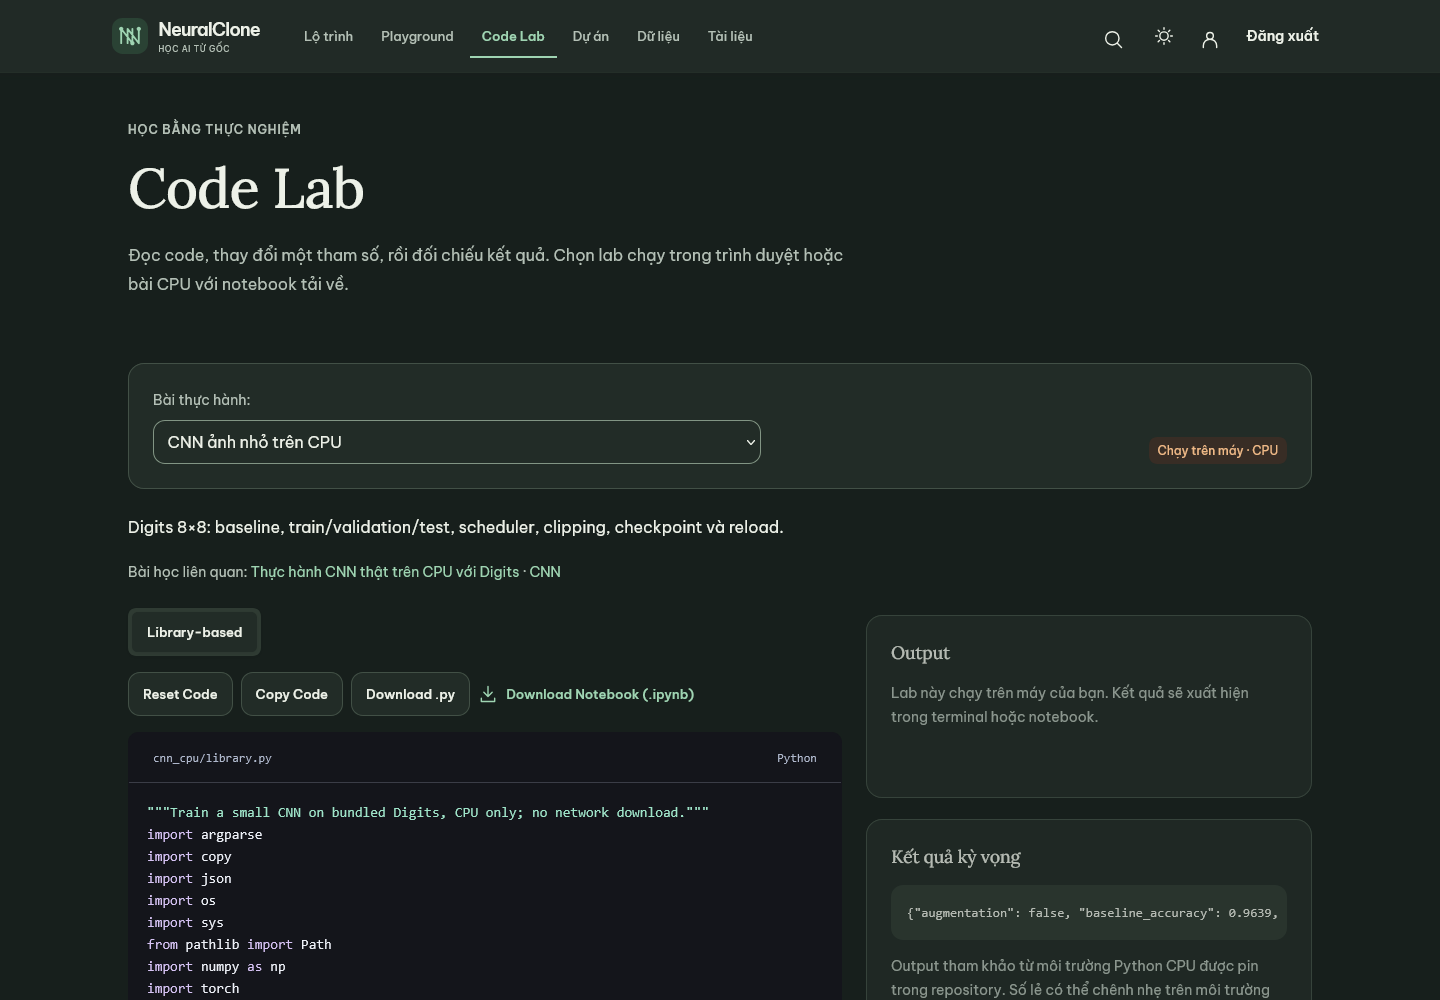 NeuralClone
HỌC AI TỪ GỐC
Lộ trình
Playground
Code Lab
Dự án
Dữ liệu
Tài liệu
Đăng xuất
HỌC BẰNG THỰC NGHIỆM
Code Lab
Đọc code, thay đổi một tham số, rồi đối chiếu kết quả. Chọn lab chạy trong trình duyệt hoặc
bài CPU với notebook tải về.
Bài thực hành:
CNN ảnh nhỏ trên CPU
Chạy trên máy · CPU
Digits 8×8: baseline, train/validation/test, scheduler, clipping, checkpoint và reload.
Bài học liên quan: Thực hành CNN thật trên CPU với Digits · CNN
Library-based
Reset Code
Copy Code
Download .py
Download Notebook (.ipynb)
cnn_cpu/library.py
Python
"""Train a small CNN on bundled Digits, CPU only; no network download."""
import argparse
import copy
import json
import os
import sys
from pathlib import Path
import numpy as np
import torch
Output
Lab này chạy trên máy của bạn. Kết quả sẽ xuất hiện
trong terminal hoặc notebook.
Kết quả kỳ vọng
{"augmentation": false, "baseline_accuracy": 0.9639,
Output tham khảo từ môi trường Python CPU được pin
trong repository. Số lẻ có thể chênh nhẹ trên môi trường